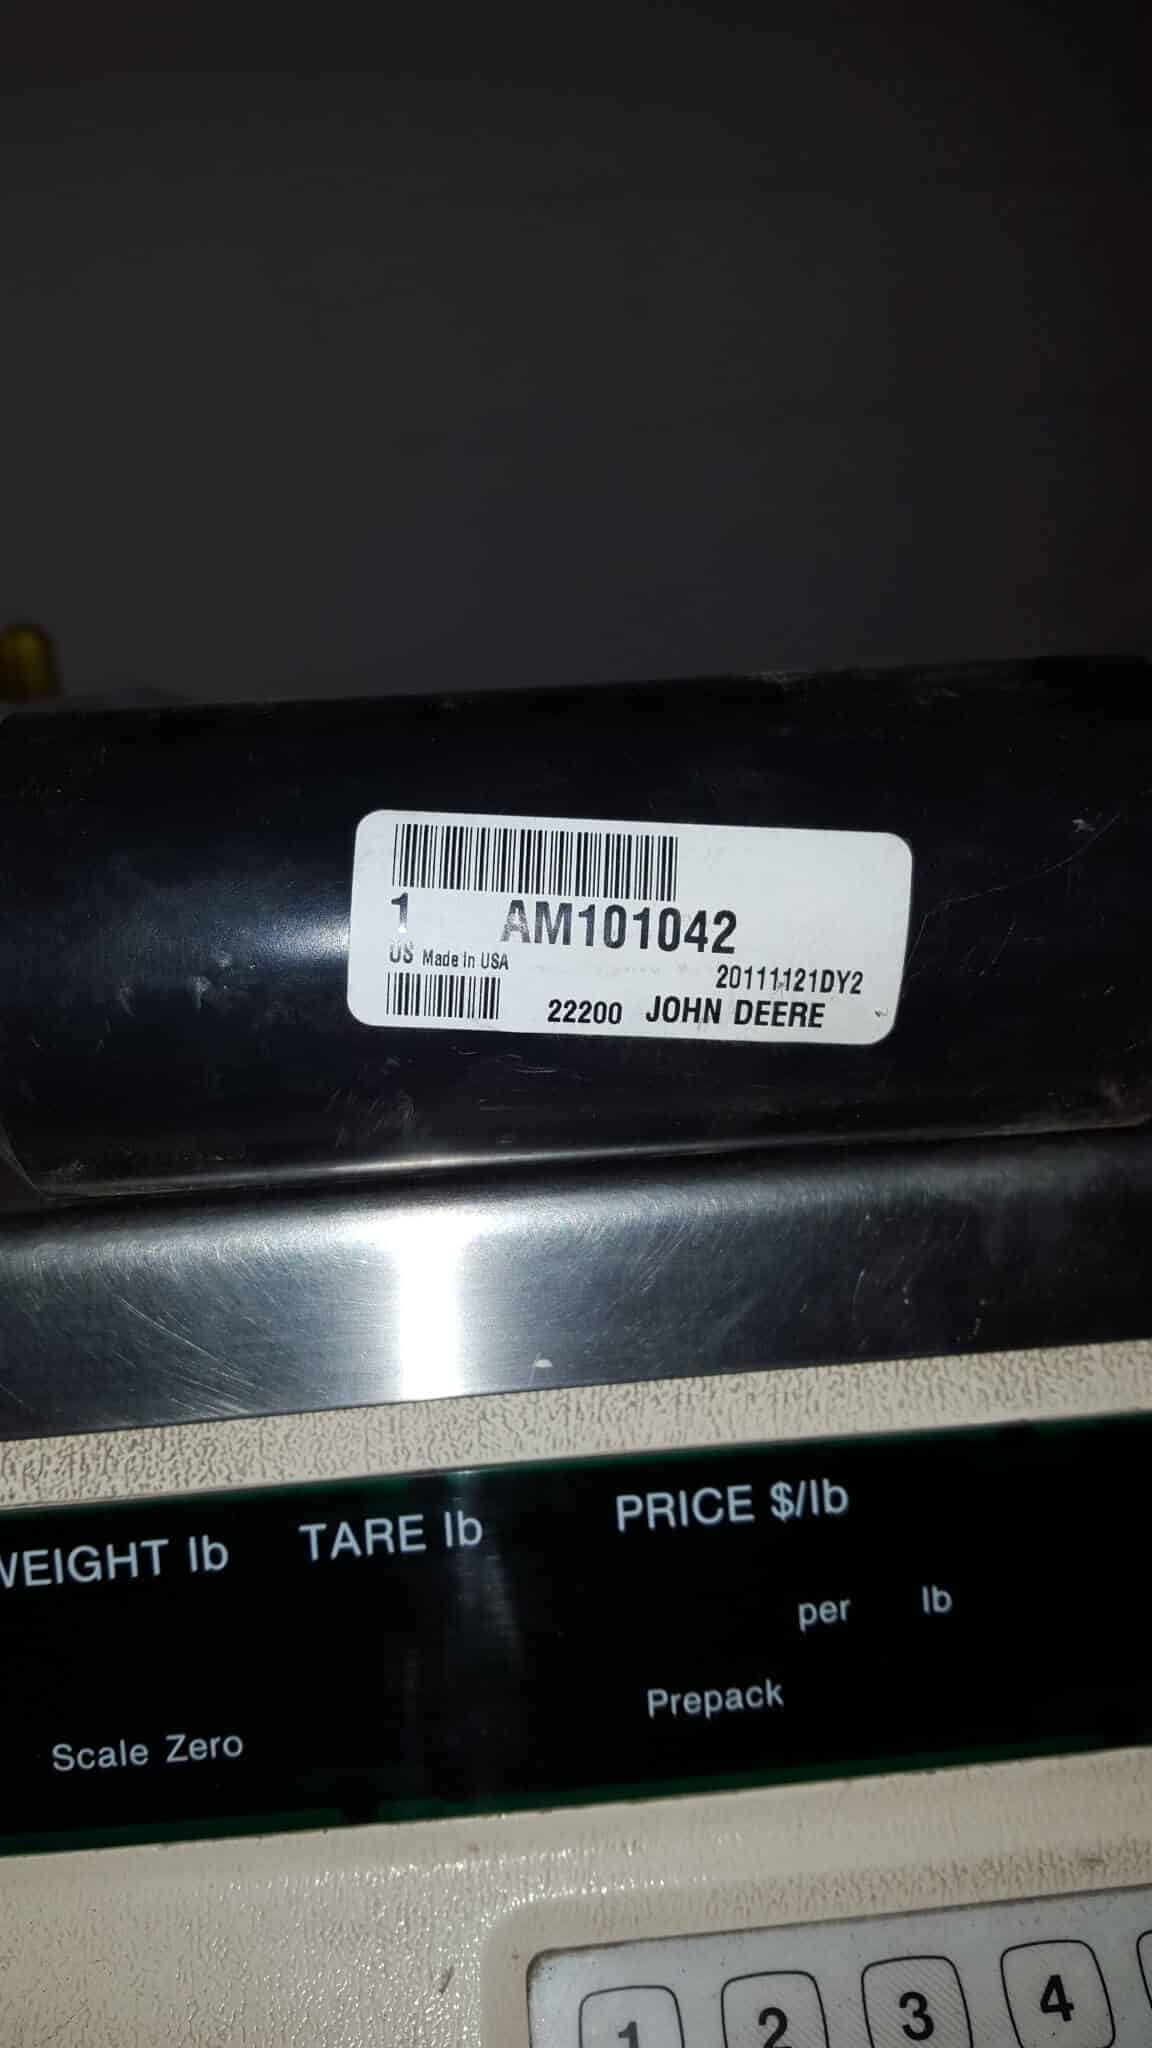 1 AM101042
US Made In USA
20111121DY2
22200 JOHN DEERE
WEIGHT lb TARE lb PRICE $/lb
per lb
Prepack
Scale Zero
1 2 3 4